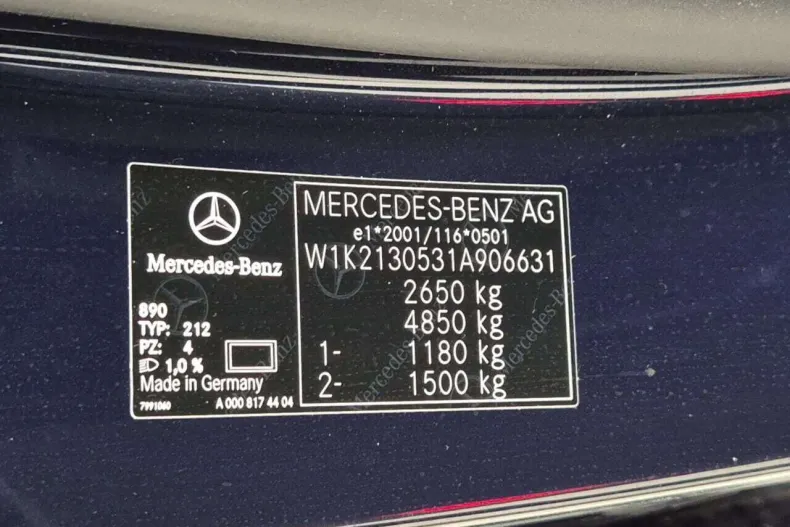 Mercedes-Benz
890
TYP: 212
PZ: 4
1,0 %
Made in Germany
7991060
A 000 817 44 04
MERCEDES-BENZ AG
e1*2001/116*0501
W1K2130531A906631
2650 kg
4850 kg
1- 1180 kg
2- 1500 kg